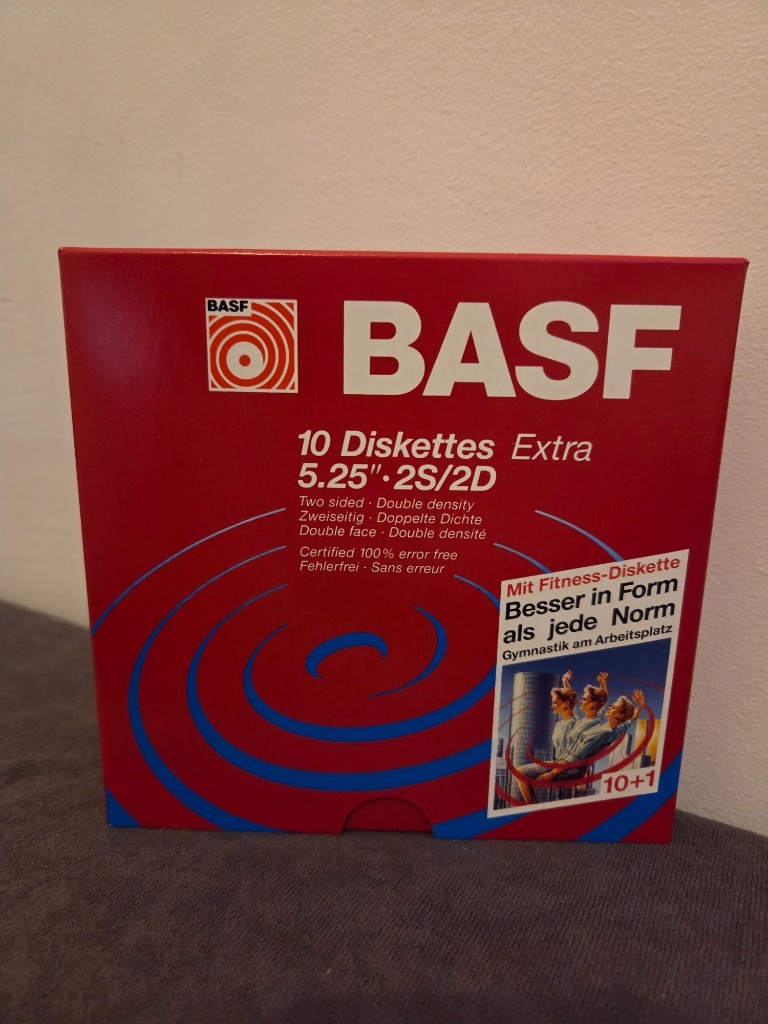 BASF
BASF
10 Diskettes Extra
5.25"·2S/2D
Two sided · Double density
Zweiseitig · Doppelte Dichte
Double face · Double densité
Certified 100% error free
Fehlerfrei · Sans erreur
Mit Fitness-Diskette
Besser in Form
als jede Norm
Gymnastik am Arbeitsplatz
10+1